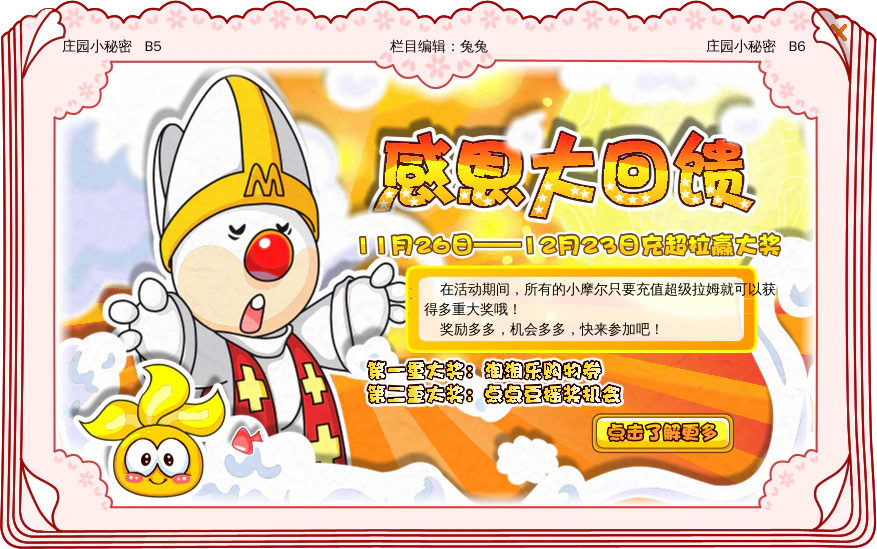 庄园小秘密 B5
栏目编辑：兔兔
庄园小秘密 B6
M
感恩大回馈
11月26日——12月23日充超拉赢大奖
在活动期间，所有的小摩尔只要充值超级拉姆就可以获
得多重大奖哦！
奖励多多，机会多多，快来参加吧！
第一重大奖：淘淘乐购物券
第二重大奖：点点豆摇奖机会
点击了解更多